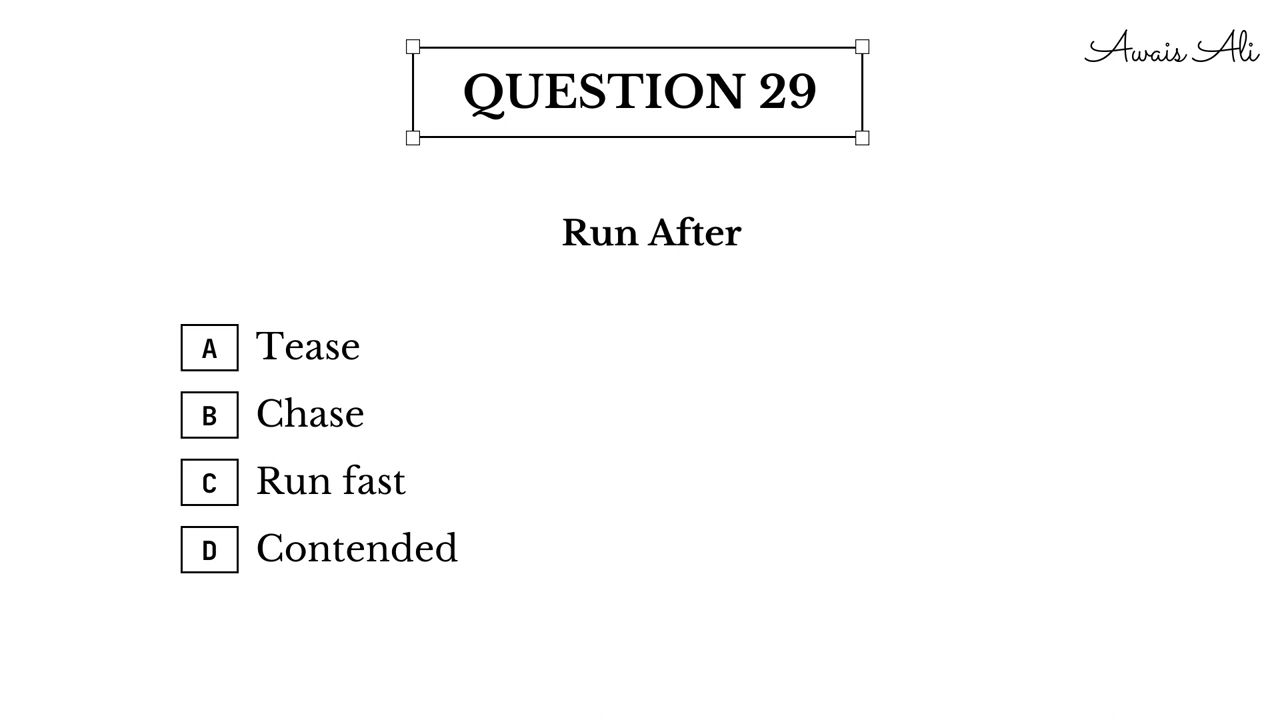 Awais Ali
QUESTION 29
Run After
A Tease
B Chase
C Run fast
D Contended